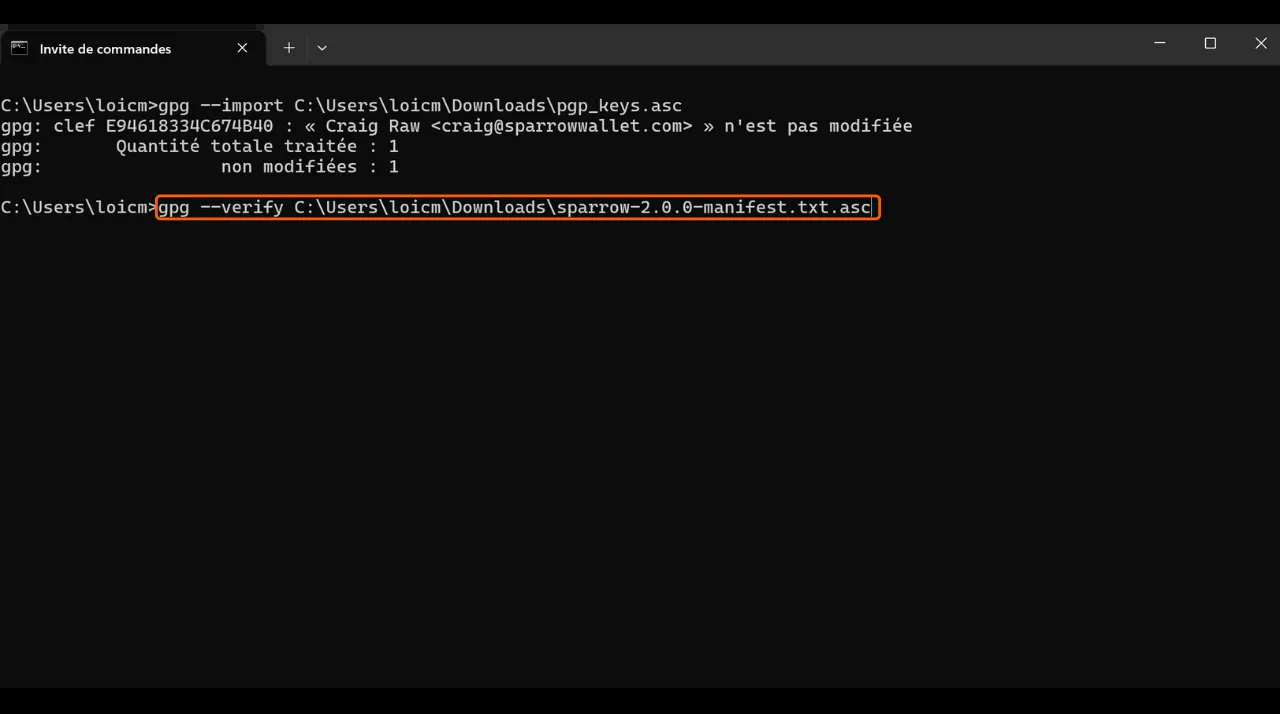 Invite de commandes
C:\Users\loicm>gpg --import C:\Users\loicm\Downloads\pgp_keys.asc
gpg: clef E94618334C674B40 : « Craig Raw <craig@sparrowwallet.com> » n'est pas modifiée
gpg:       Quantité totale traitée : 1
gpg:                 non modifiées : 1
C:\Users\loicm>gpg --verify C:\Users\loicm\Downloads\sparrow-2.0.0-manifest.txt.asc